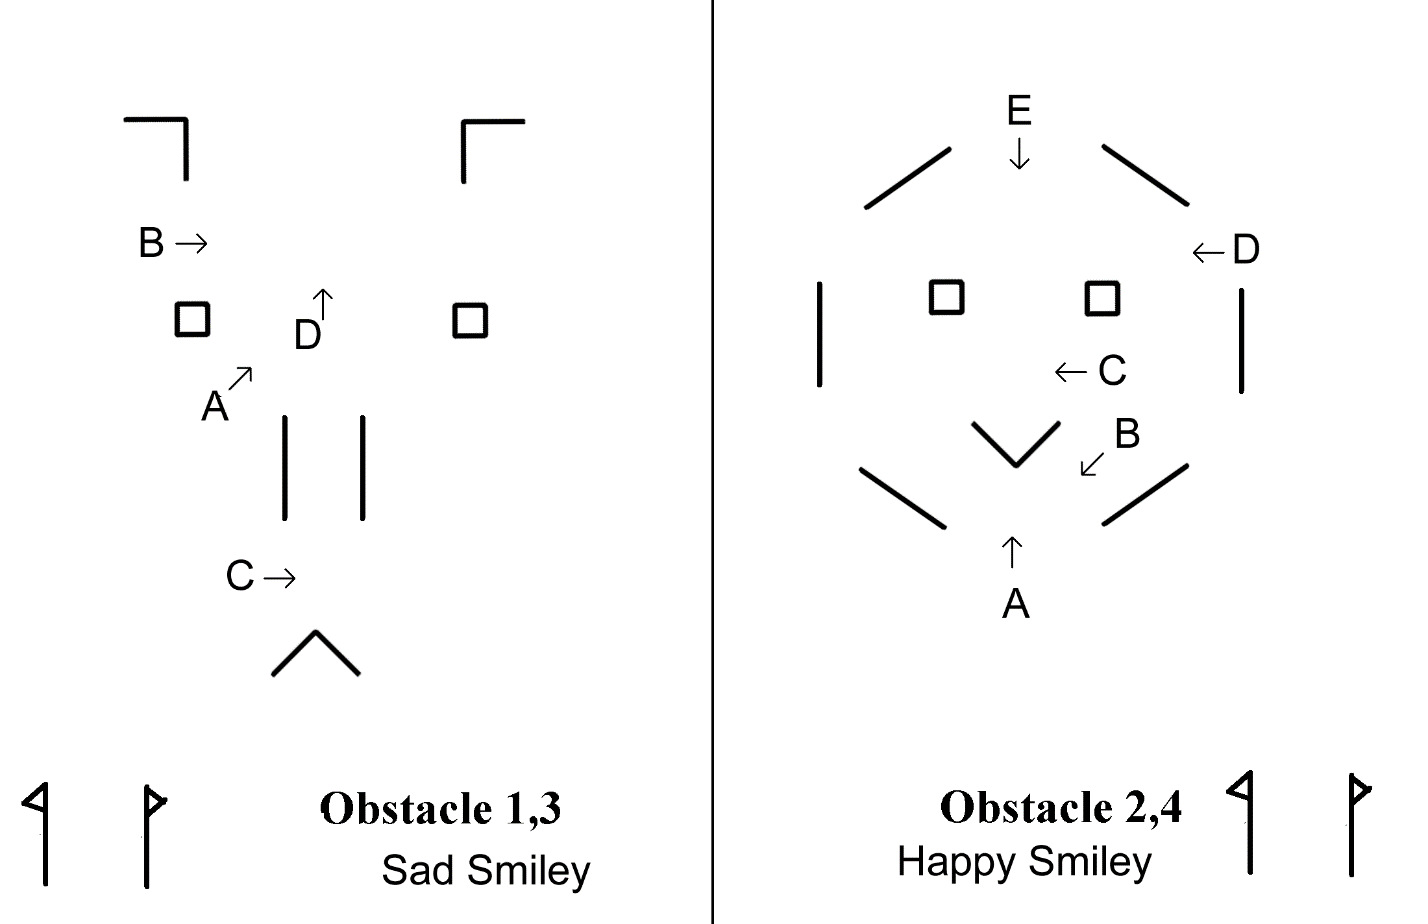 B →
D ↑
A ↗
C →
Obstacle 1,3
Sad Smiley
E
↓
← D
← C
B
↙
↑
A
Obstacle 2,4
Happy Smiley